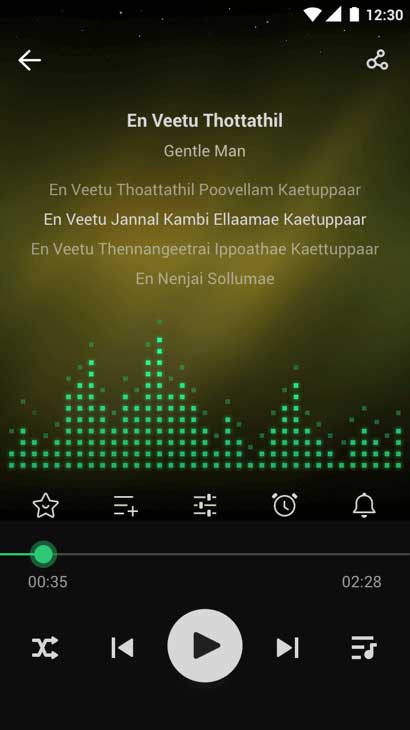 12:30
En Veetu Thottathil
Gentle Man
En Veetu Thoattathil Poovellam Kaetuppaar
En Veetu Jannal Kambi Ellaamae Kaetuppaar
En Veetu Thennangeetrai Ippoathae Kaettuppaar
En Nenjai Sollumae
00:35 02:28